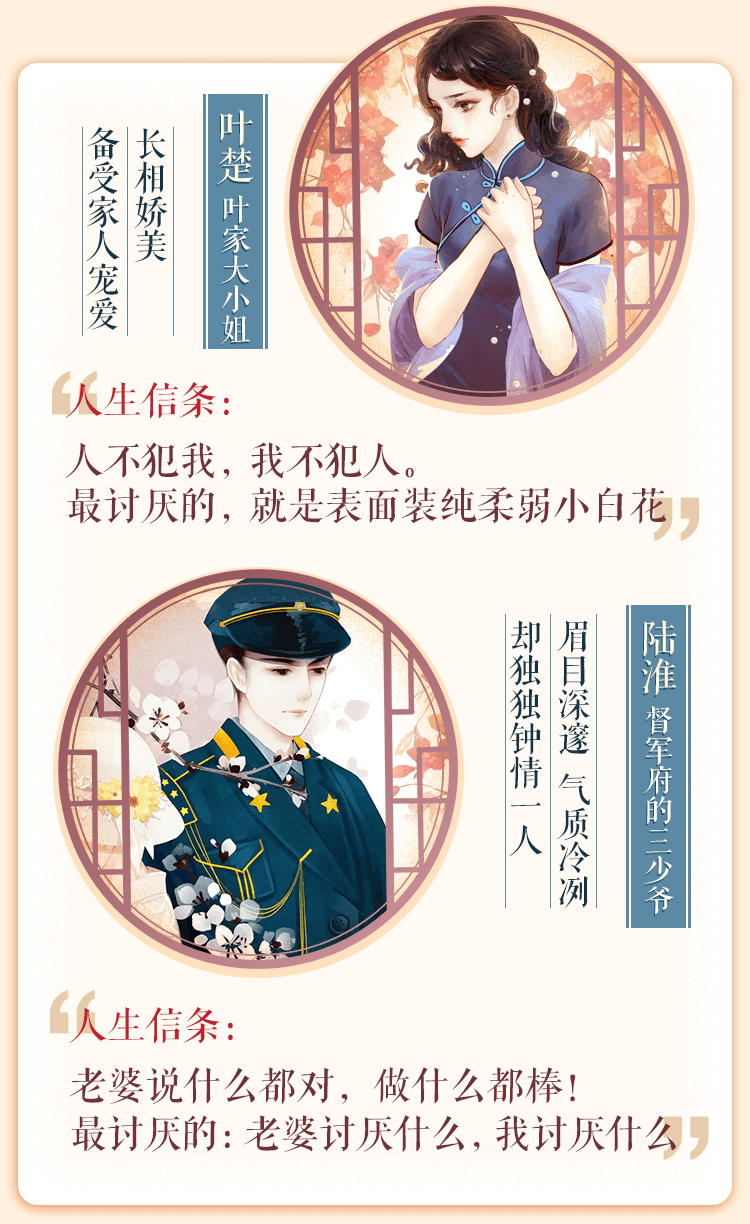 叶楚 叶家大小姐
长相娇美
备受家人宠爱
人生信条：
人不犯我，我不犯人。
最讨厌的，就是表面装纯柔弱小白花
陆淮 督军府的三少爷
眉目深邃 气质冷冽
却独独钟情一人
人生信条：
老婆说什么都对，做什么都棒！
最讨厌的：老婆讨厌什么，我讨厌什么